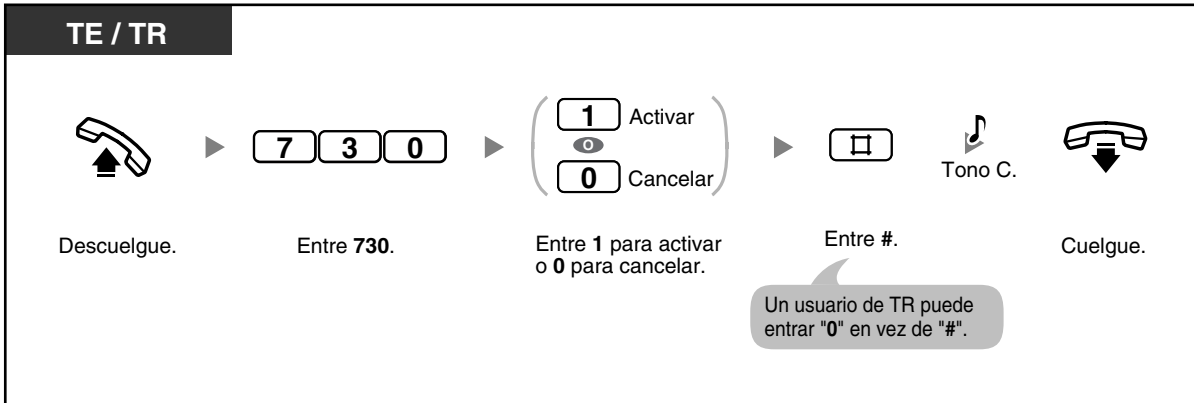 TE / TR
7 3 0
1 Activar
o
0 Cancelar
#
Tono C.
Descuelgue.
Entre 730.
Entre 1 para activar
o 0 para cancelar.
Entre #.
Cuelgue.
Un usuario de TR puede
entrar "0" en vez de "#".